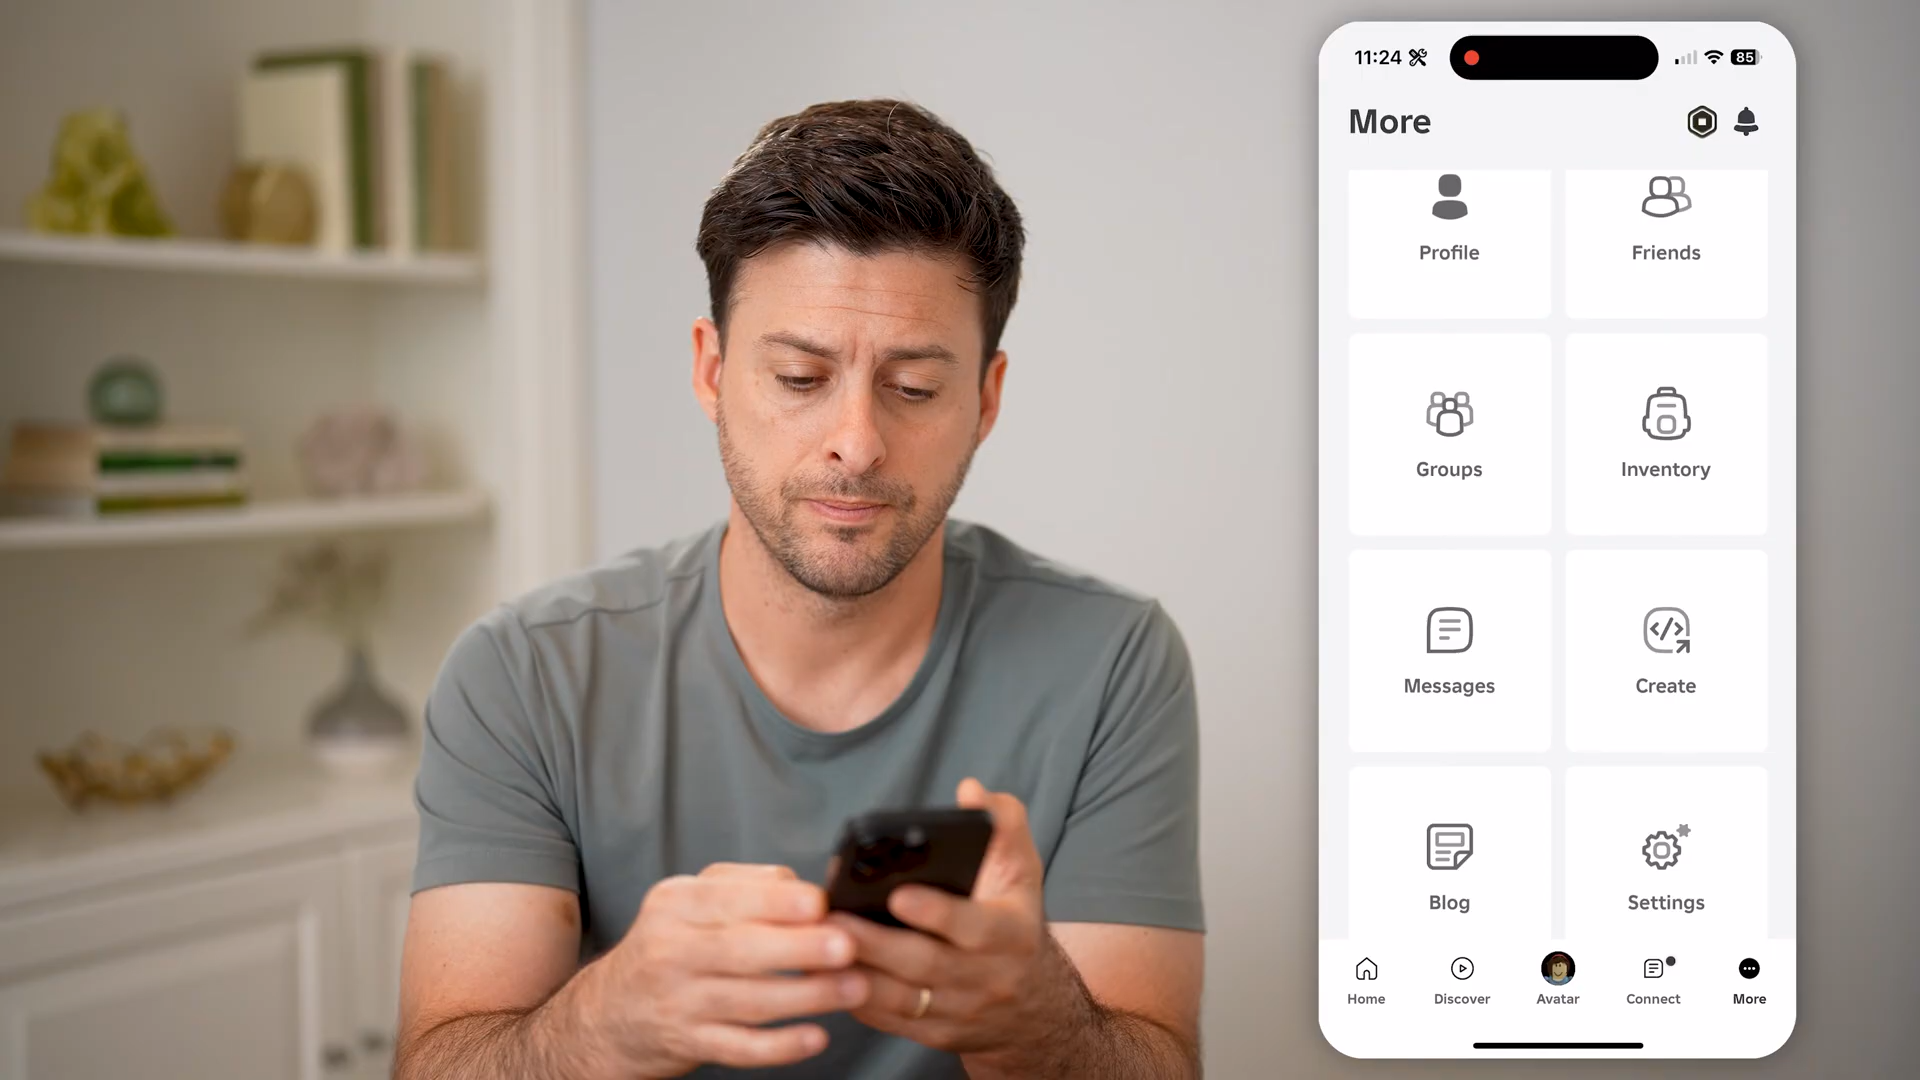 11:24
85
More
Profile
Friends
Groups
Inventory
Messages
Create
Blog
Settings
Home
Discover
Avatar
Connect
More